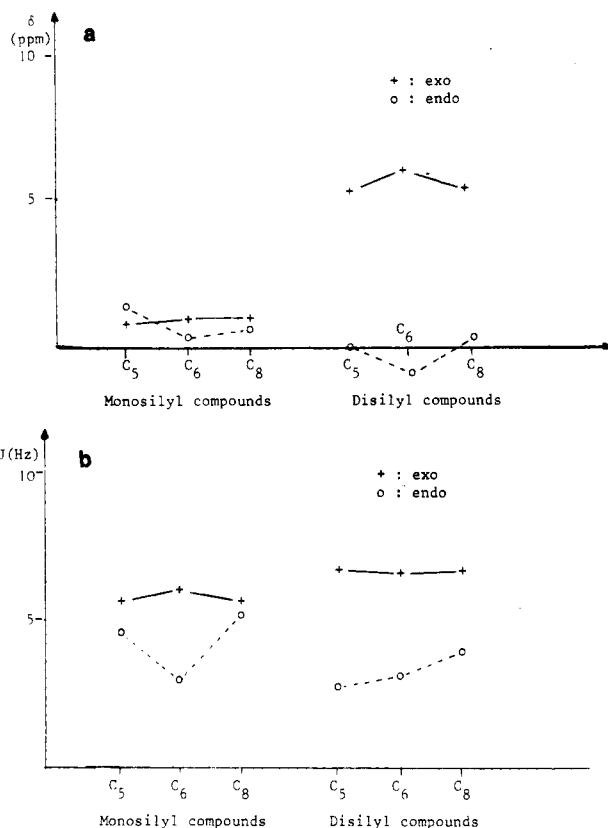 δ
(ppm)
a
10
+ : exo
o : endo
5
C6
C5 C6 C8 C5 C8
Monosilyl compounds Disilyl compounds
J(Hz)
b
10
+ : exo
o : endo
5
C5 C6 C8 C5 C6 C8
Monosilyl compounds Disilyl compounds